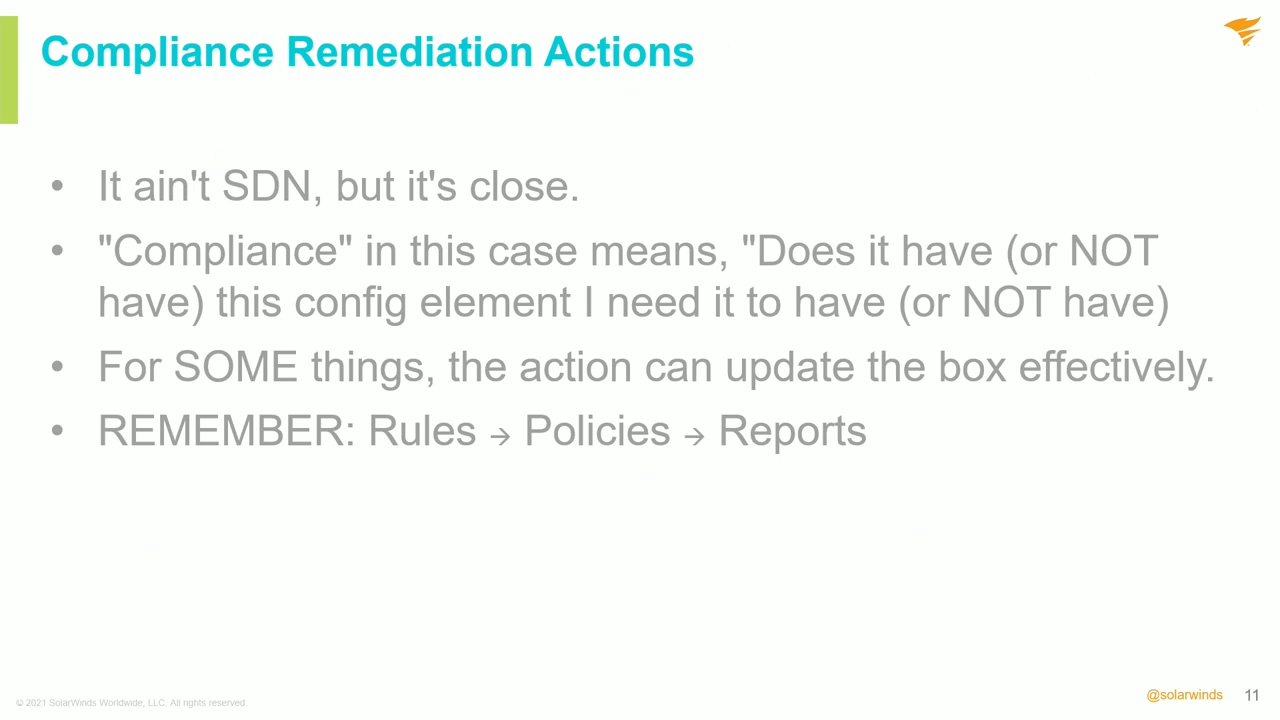 Compliance Remediation Actions
• It ain't SDN, but it's close.
• "Compliance" in this case means, "Does it have (or NOT
have) this config element I need it to have (or NOT have)
• For SOME things, the action can update the box effectively.
• REMEMBER: Rules → Policies → Reports
© 2021 SolarWinds Worldwide, LLC. All rights reserved.
@solarwinds 11